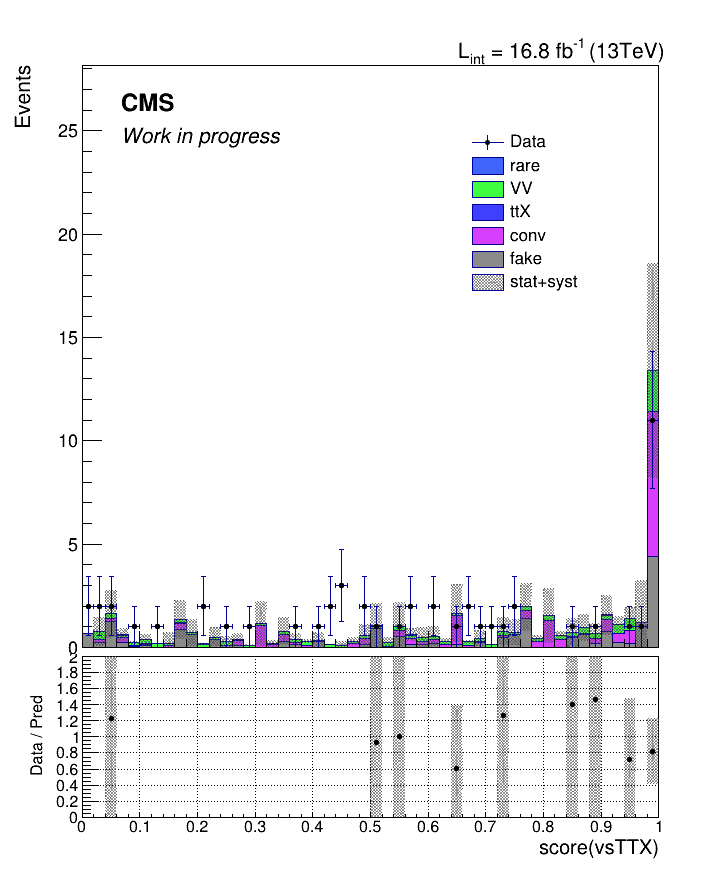 L_int = 16.8 fb^-1 (13TeV)
Events
CMS
Work in progress
Data
rare
VV
ttX
conv
fake
stat+syst
25
20
15
10
5
0
Data / Pred
2
1.8
1.6
1.4
1.2
1
0.8
0.6
0.4
0.2
0
0 0.1 0.2 0.3 0.4 0.5 0.6 0.7 0.8 0.9 1
score(vsTTX)